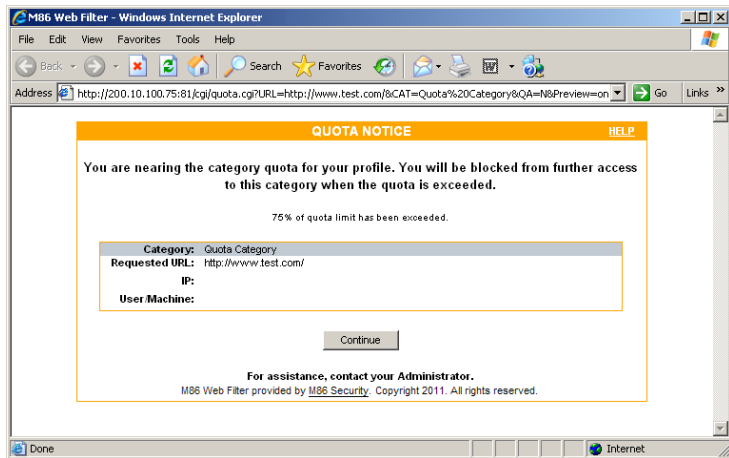 M86 Web Filter - Windows Internet Explorer
File Edit View Favorites Tools Help
Back Search Favorites
Address http://200.10.100.75:81/cgi/quota.cgi?URL=http://www.test.com/&CAT=Quota%20Category&QA=N&Preview=on Go Links »
QUOTA NOTICE HELP
You are nearing the category quota for your profile. You will be blocked from further access
to this category when the quota is exceeded.
75% of quota limit has been exceeded.
Category: Quota Category
Requested URL: http://www.test.com/
IP:
User/Machine:
Continue
For assistance, contact your Administrator.
M86 Web Filter provided by M86 Security. Copyright 2011. All rights reserved.
Done Internet